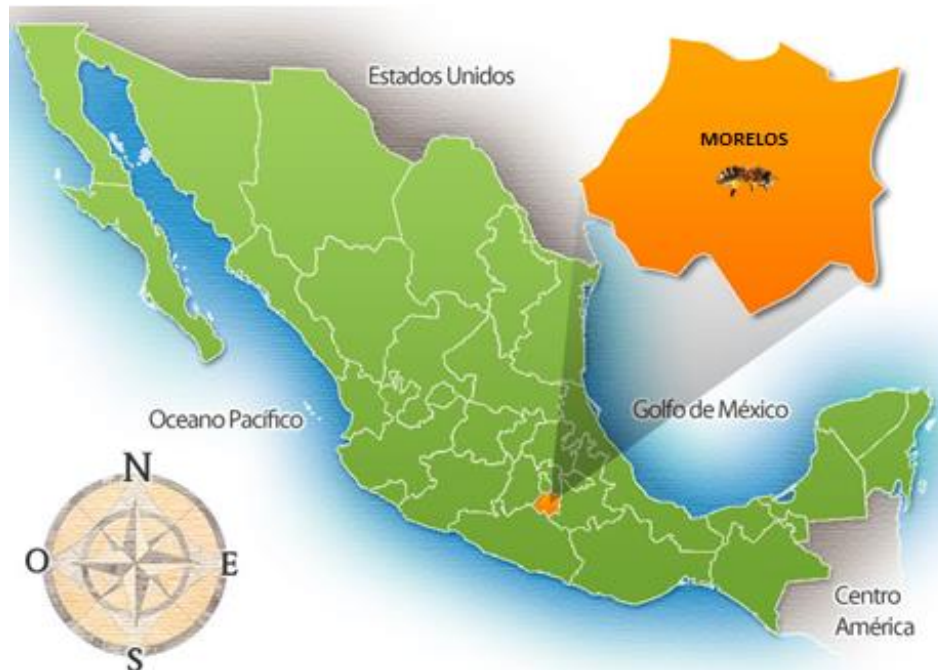 Estados Unidos
MORELOS
Oceano Pacífico
Golfo de México
N
O
E
S
Centro
América